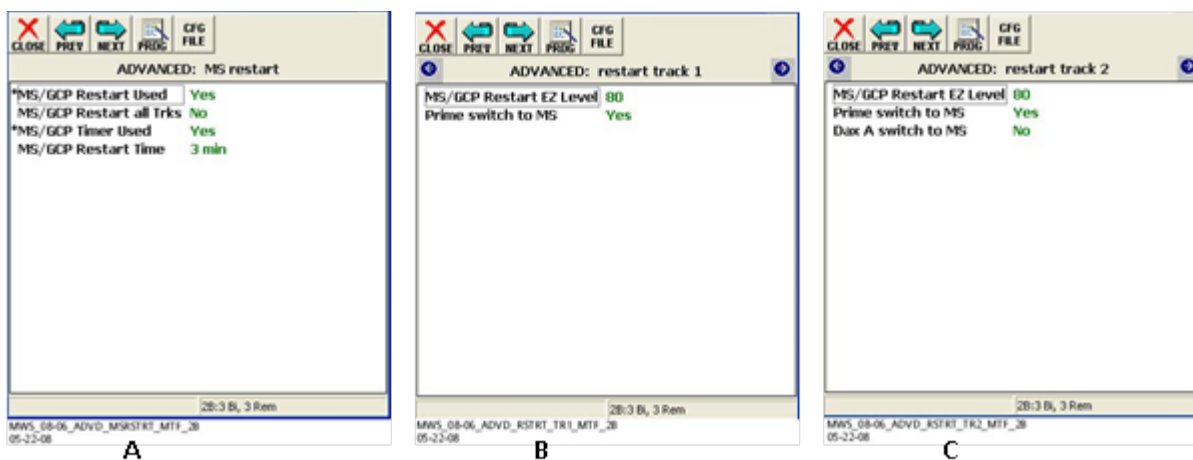 CLOSE PREV NEXT PROG CFG FILE
ADVANCED: MS restart
*MS/GCP Restart Used Yes
MS/GCP Restart all Trks No
*MS/GCP Timer Used Yes
MS/GCP Restart Time 3 min
2B:3 Bi, 3 Rem
MWS_08-06_ADVD_MSRSTRT_MTF_2B
05-22-08
A
CLOSE PREV NEXT PROG CFG FILE
ADVANCED: restart track 1
MS/GCP Restart EZ Level 80
Prime switch to MS Yes
2B:3 Bi, 3 Rem
MWS_08-06_ADVD_RSTRT_TR1_MTF_2B
05-22-08
B
CLOSE PREV NEXT PROG CFG FILE
ADVANCED: restart track 2
MS/GCP Restart EZ Level 80
Prime switch to MS Yes
Dax A switch to MS No
2B:3 Bi, 3 Rem
MWS_08-06_ADVD_RSTRT_TR2_MTF_2B
05-22-08
C